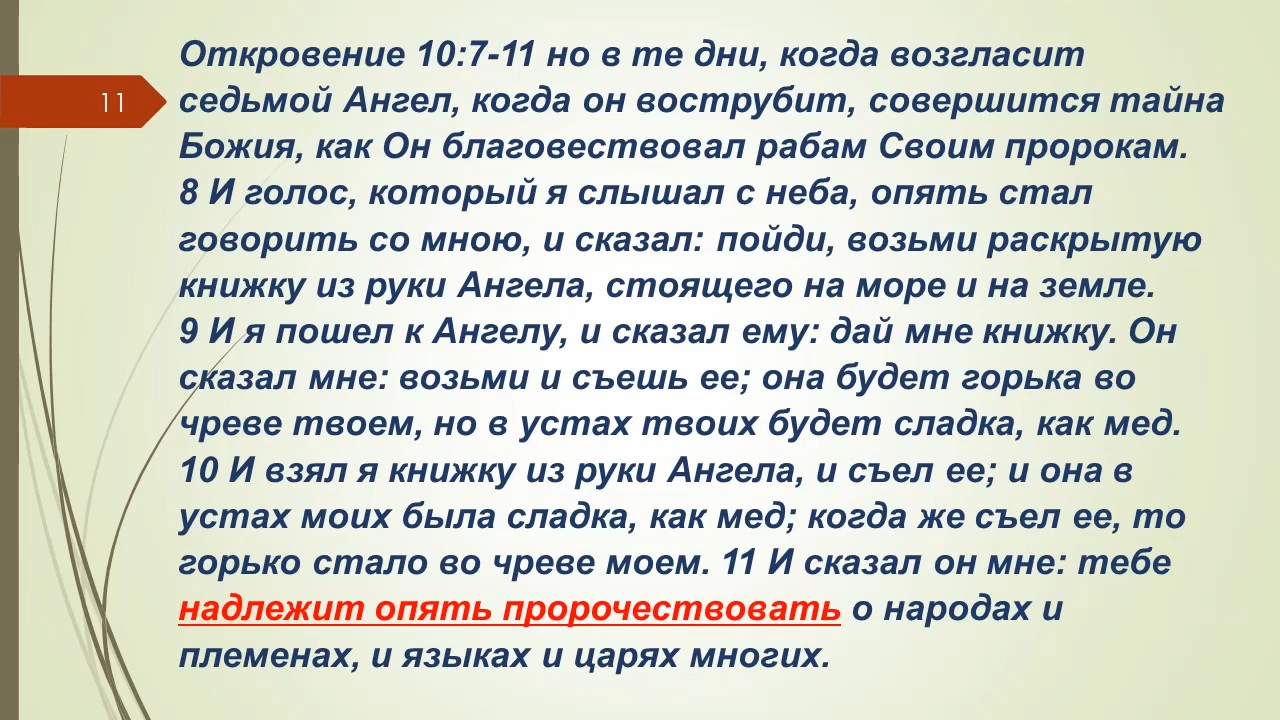 Откровение 10:7-11 но в те дни, когда возгласит
11
седьмой Ангел, когда он вострубит, совершится тайна
Божия, как Он благовествовал рабам Своим пророкам.
8 И голос, который я слышал с неба, опять стал
говорить со мною, и сказал: пойди, возьми раскрытую
книжку из руки Ангела, стоящего на море и на земле.
9 И я пошел к Ангелу, и сказал ему: дай мне книжку. Он
сказал мне: возьми и съешь ее; она будет горька во
чреве твоем, но в устах твоих будет сладка, как мед.
10 И взял я книжку из руки Ангела, и съел ее; и она в
устах моих была сладка, как мед; когда же съел ее, то
горько стало во чреве моем. 11 И сказал он мне: тебе
надлежит опять пророчествовать о народах и
племенах, и языках и царях многих.